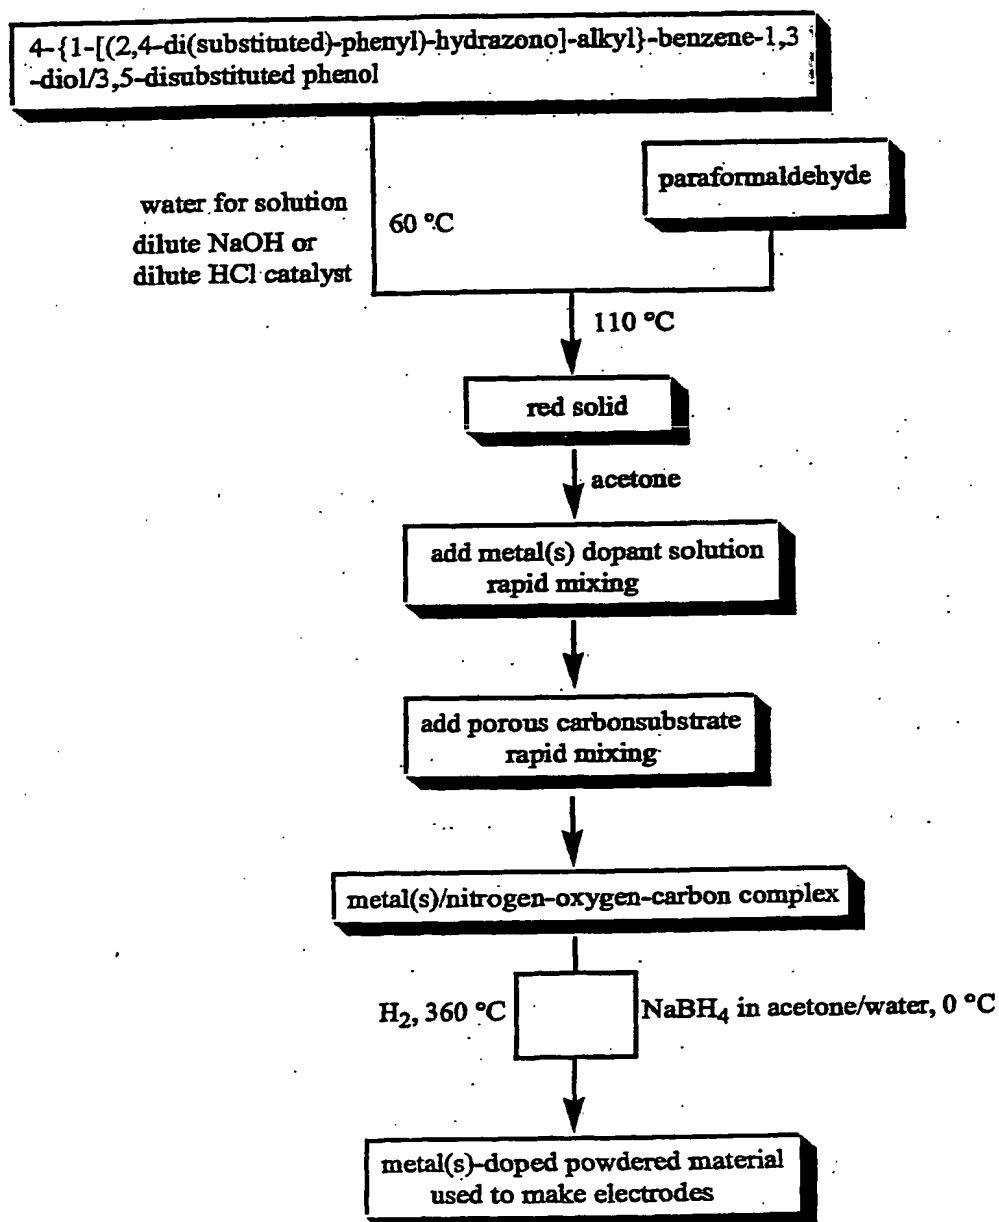 4-{1-[(2,4-di(substituted)-phenyl)-hydrazono]-alkyl}-benzene-1,3
-diol/3,5-disubstituted phenol
paraformaldehyde
water for solution
dilute NaOH or
dilute HCl catalyst
60 °C
110 °C
red solid
acetone
add metal(s) dopant solution
rapid mixing
add porous carbonsubstrate
rapid mixing
metal(s)/nitrogen-oxygen-carbon complex
H₂, 360 °C
NaBH₄ in acetone/water, 0 °C
metal(s)-doped powdered material
used to make electrodes